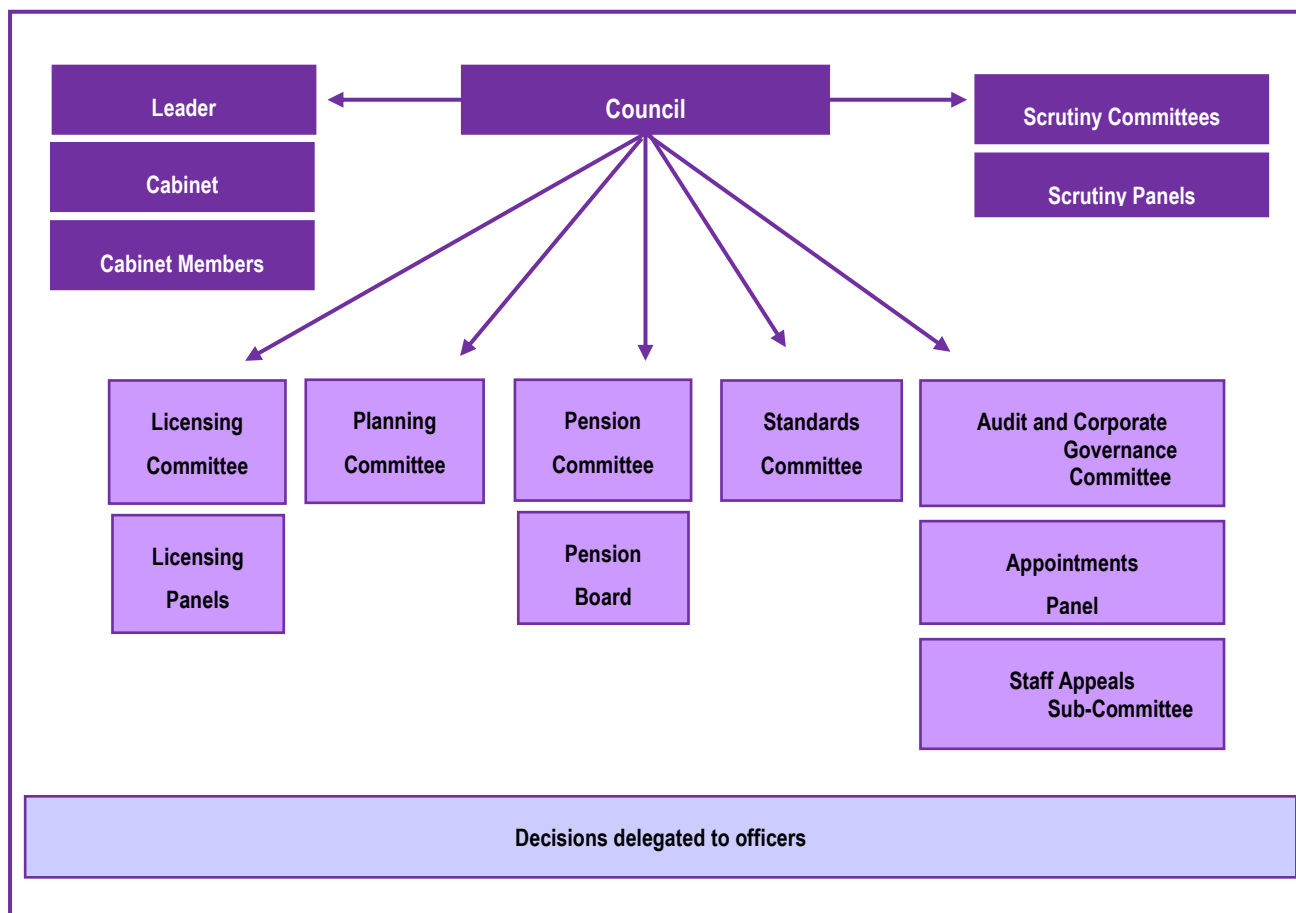 Leader
Council
Scrutiny Committees
Cabinet
Scrutiny Panels
Cabinet Members
Licensing
Committee
Planning
Committee
Pension
Committee
Standards
Committee
Audit and Corporate
Governance
Committee
Licensing
Panels
Pension
Board
Appointments
Panel
Staff Appeals
Sub-Committee
Decisions delegated to officers